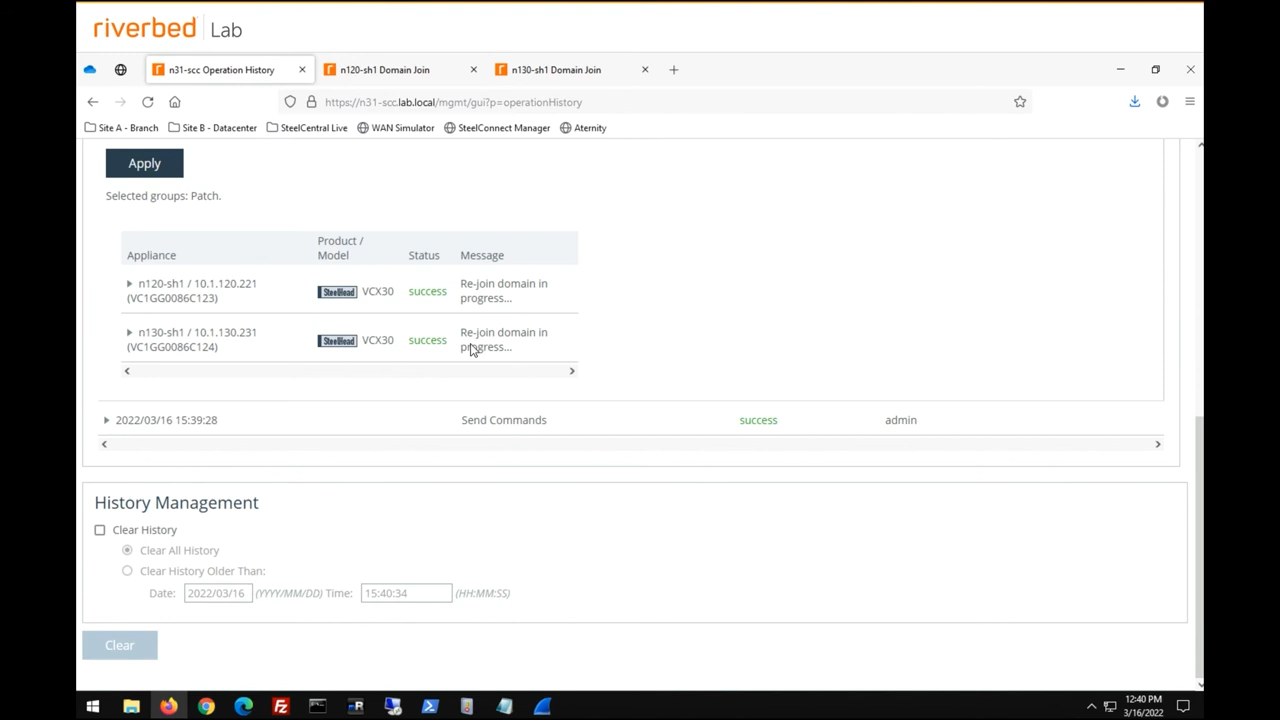 riverbed | Lab
n31-scc Operation History
n120-sh1 Domain Join
n130-sh1 Domain Join
https://n31-scc.lab.local/mgmt/gui?p=operationHistory
Site A - Branch
Site B - Datacenter
SteelCentral Live
WAN Simulator
SteelConnect Manager
Aternity
Apply
Selected groups: Patch.
Appliance
Product /
Model
Status
Message
n120-sh1 / 10.1.120.221
(VC1GG0086C123)
SteelHead VCX30
success
Re-join domain in
progress...
n130-sh1 / 10.1.130.231
(VC1GG0086C124)
SteelHead VCX30
success
Re-join domain in
progress...
2022/03/16 15:39:28
Send Commands
success
admin
History Management
Clear History
Clear All History
Clear History Older Than:
Date: 2022/03/16 (YYYY/MM/DD) Time: 15:40:34 (HH:MM:SS)
Clear
12:40 PM
3/16/2022